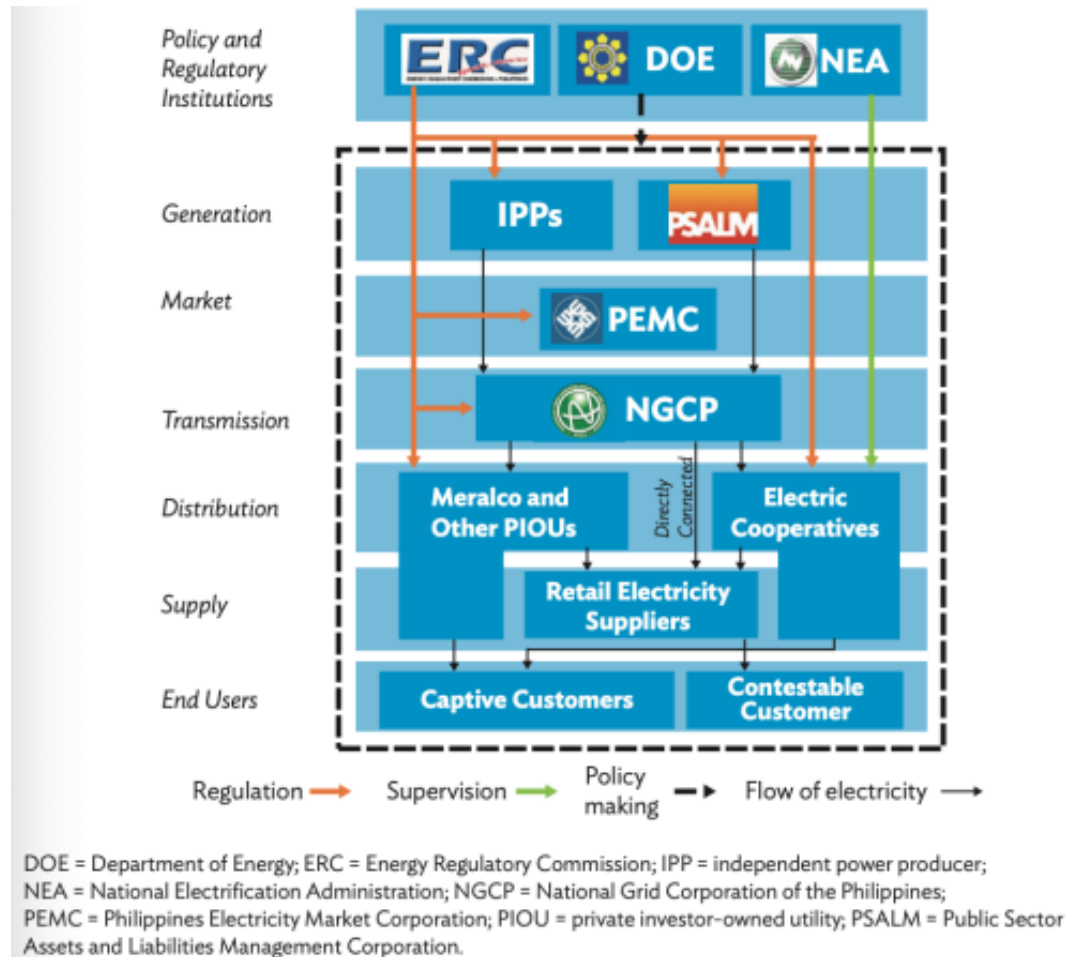 Policy and
Regulatory
Institutions
ERC
DOE
NEA
Generation
IPPs
PSALM
Market
PEMC
Transmission
NGCP
Distribution
Meralco and
Other PIOUs
Directly
Connected
Electric
Cooperatives
Supply
Retail Electricity
Suppliers
End Users
Captive Customers
Contestable
Customer
Regulation
Supervision
Policy
making
Flow of electricity
DOE = Department of Energy; ERC = Energy Regulatory Commission; IPP = independent power producer;
NEA = National Electrification Administration; NGCP = National Grid Corporation of the Philippines;
PEMC = Philippines Electricity Market Corporation; PIOU = private investor-owned utility; PSALM = Public Sector
Assets and Liabilities Management Corporation.